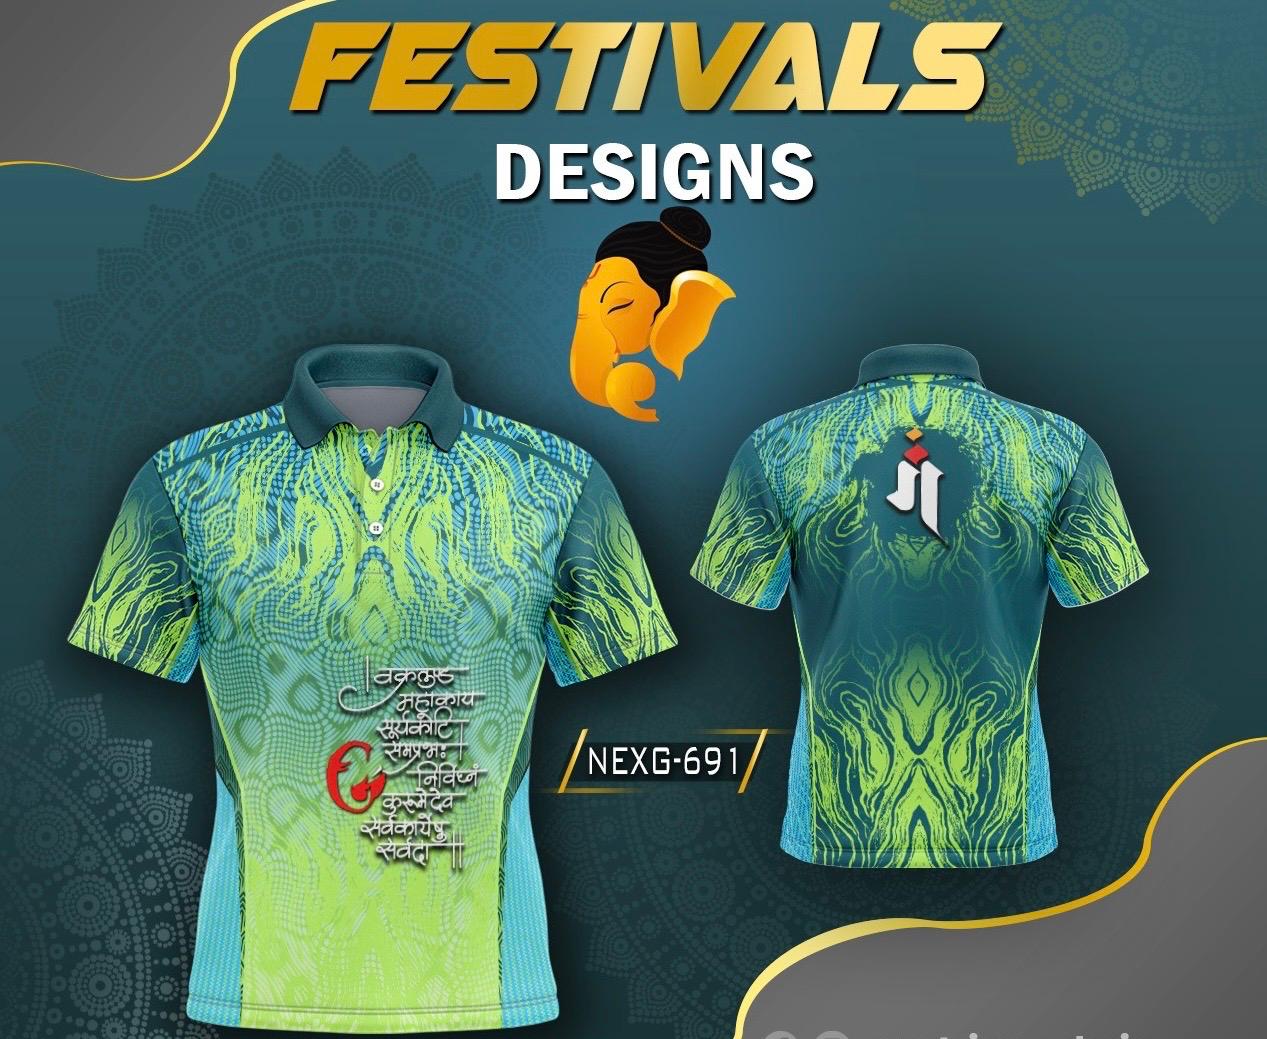 FESTIVALS
DESIGNS
।वक्रतुण्ड
महाकाय
सूर्यकोटि
समप्रभः।
निर्विघ्नं
कुरूमेदेव
सर्वकार्येषु
सर्वदा॥
NEXG-691
गं